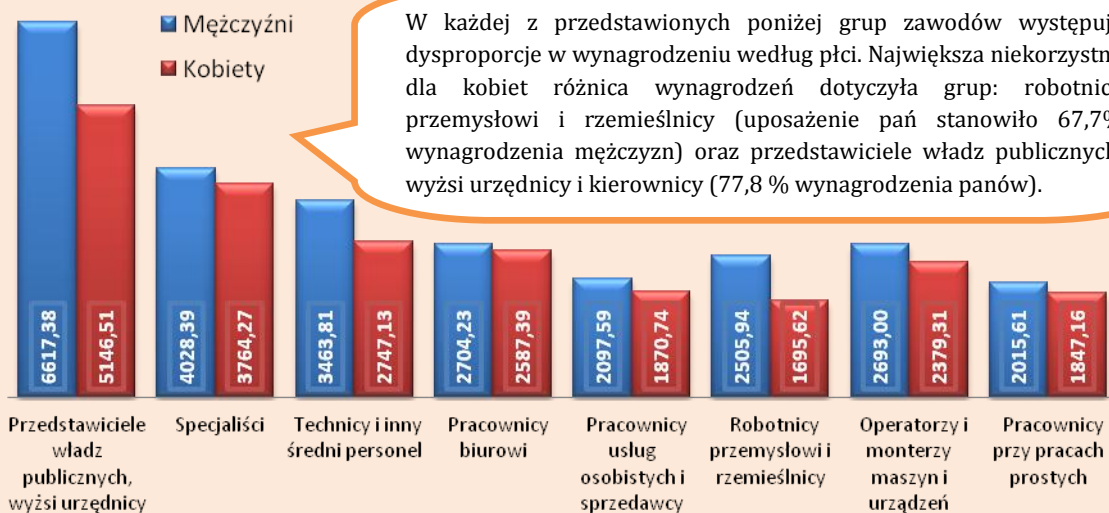 Mężczyźni
Kobiety
W każdej z przedstawionych poniżej grup zawodów występuj
dysproporcje w wynagrodzeniu według płci. Największa niekorzystn
dla kobiet różnica wynagrodzeń dotyczyła grup: robotnic
przemysłowi i rzemieślnicy (uposażenie pań stanowiło 67,7%
wynagrodzenia mężczyzn) oraz przedstawiciele władz publicznych
wyżsi urzędnicy i kierownicy (77,8 % wynagrodzenia panów).
6617,38
5146,51
4028,39
3764,27
3463,81
2747,13
2704,23
2587,39
2097,59
1870,74
2505,94
1695,62
2693,00
2379,31
2015,61
1847,16
Przedstawiciele
władz
publicznych,
wyżsi urzędnicy
Specjaliści
Technicy i inny
średni personel
Pracownicy
biurowi
Pracownicy
usług
osobistych i
sprzedawcy
Robotnicy
przemysłowi i
rzemieślnicy
Operatorzy i
monterzy
maszyn i
urządzeń
Pracownicy
przy pracach
prostych